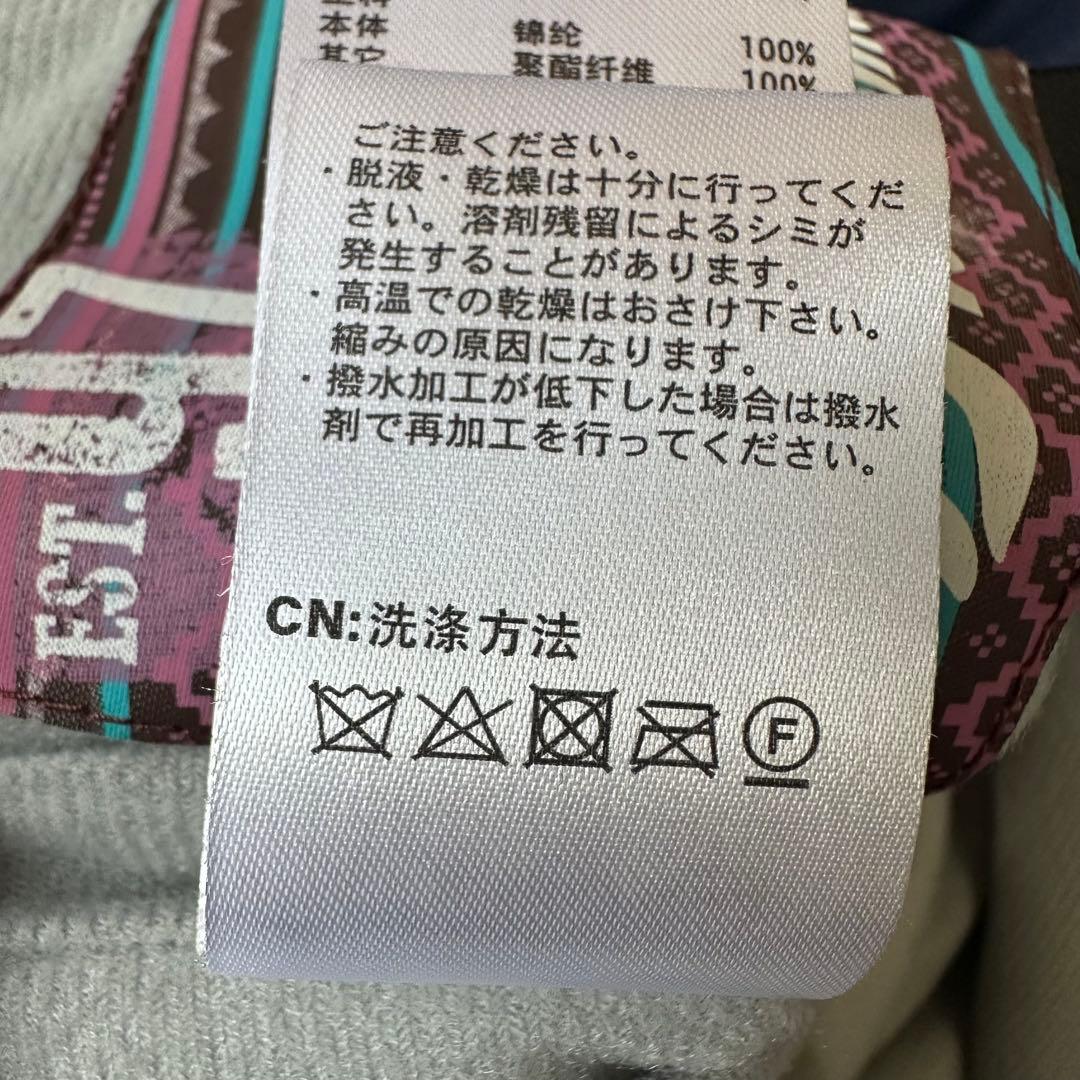 本体 锦纶 100%
其它 聚酯纤维 100%
ご注意ください。
・脱液・乾燥は十分に行ってくだ
さい。溶剤残留によるシミが
発生することがあります。
・高温での乾燥はおさけ下さい。
縮みの原因になります。
・撥水加工が低下した場合は撥水
剤で再加工を行ってください。
CN:洗涤方法
F
EST.